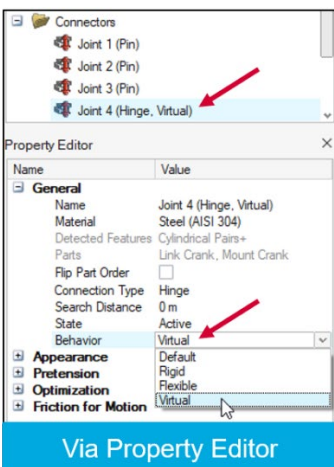 Connectors
Joint 1 (Pin)
Joint 2 (Pin)
Joint 3 (Pin)
Joint 4 (Hinge, Virtual)
Property Editor
Name Value
General
Name Joint 4 (Hinge, Virtual)
Material Steel (AISI 304)
Detected Features Cylindrical Pairs+
Parts Link Crank, Mount Crank
Flip Part Order
Connection Type Hinge
Search Distance 0 m
State Active
Behavior Virtual
Appearance Default
Pretension Rigid
Optimization Flexible
Friction for Motion Virtual
Via Property Editor